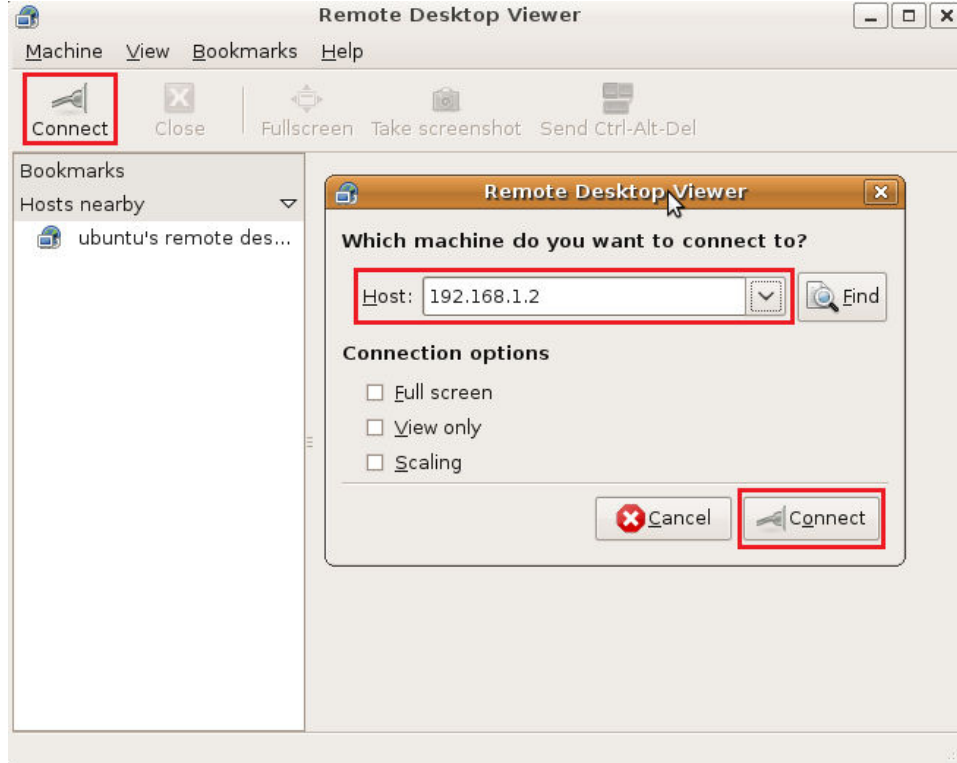 Remote Desktop Viewer
Machine View Bookmarks Help
Connect Close Fullscreen Take screenshot Send Ctrl-Alt-Del
Bookmarks
Hosts nearby
ubuntu's remote des...
Remote Desktop Viewer
Which machine do you want to connect to?
Host: 192.168.1.2 Find
Connection options
Full screen
View only
Scaling
Cancel Connect